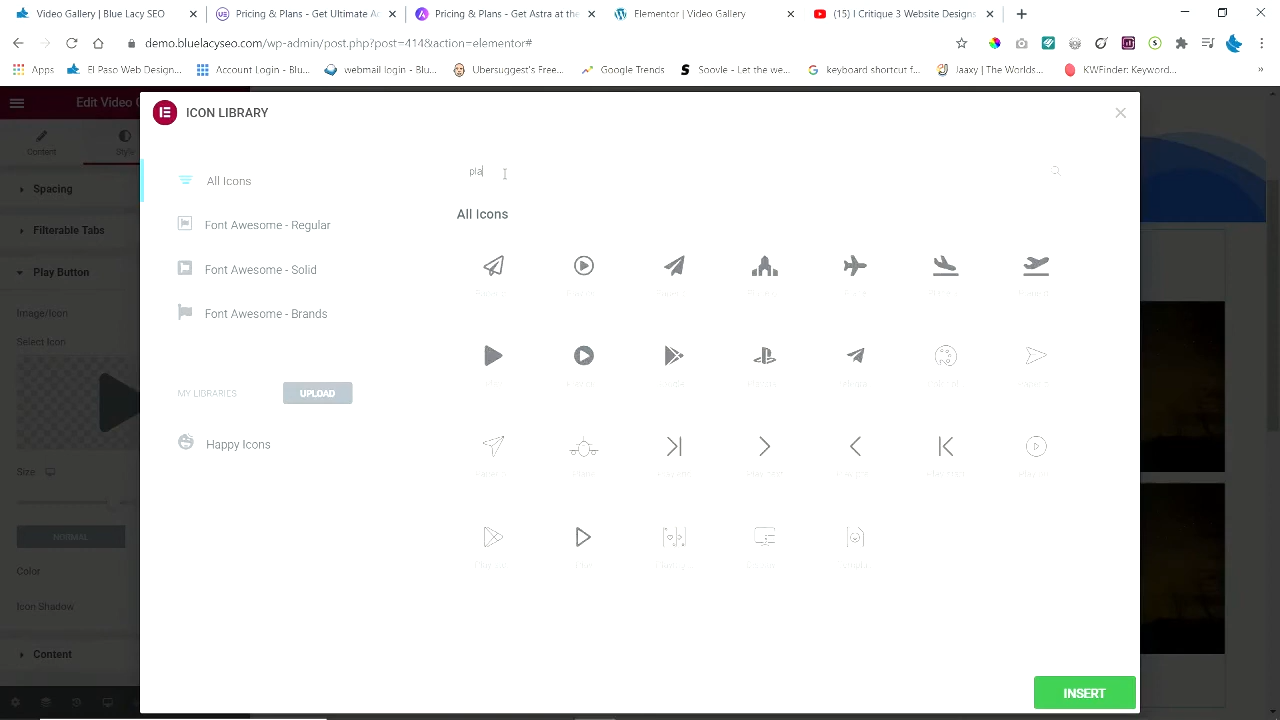 Video Gallery | Blue Lacy SEO
Pricing & Plans - Get Ultimate Ad
Pricing & Plans - Get Astra at the
Elementor | Video Gallery
(15) I Critique 3 Website Designs
demo.bluelacyseo.com/wp-admin/post.php?post=414&action=elementor#
Apps
El Paso Web Design...
Account Login - Blu...
webmail login - Blu...
Ubersuggest's Free...
Google Trends
Soovle - Let the we...
keyboard shortcut f...
Jaaxy | The Worlds...
KWFinder: Keyword...
Edit Video G
ICON LIBRARY
Content
Style
pla
All Icons
Spacing
All Icons
Font Awesome - Regular
Filterable Tabs
Font Awesome - Solid
Play Button
Image/Icon
Font Awesome - Brands
Select Icon
MY LIBRARIES
UPLOAD
Happy Icons
Size
NORMAL
Color
Icon Shadow
Content
INSERT